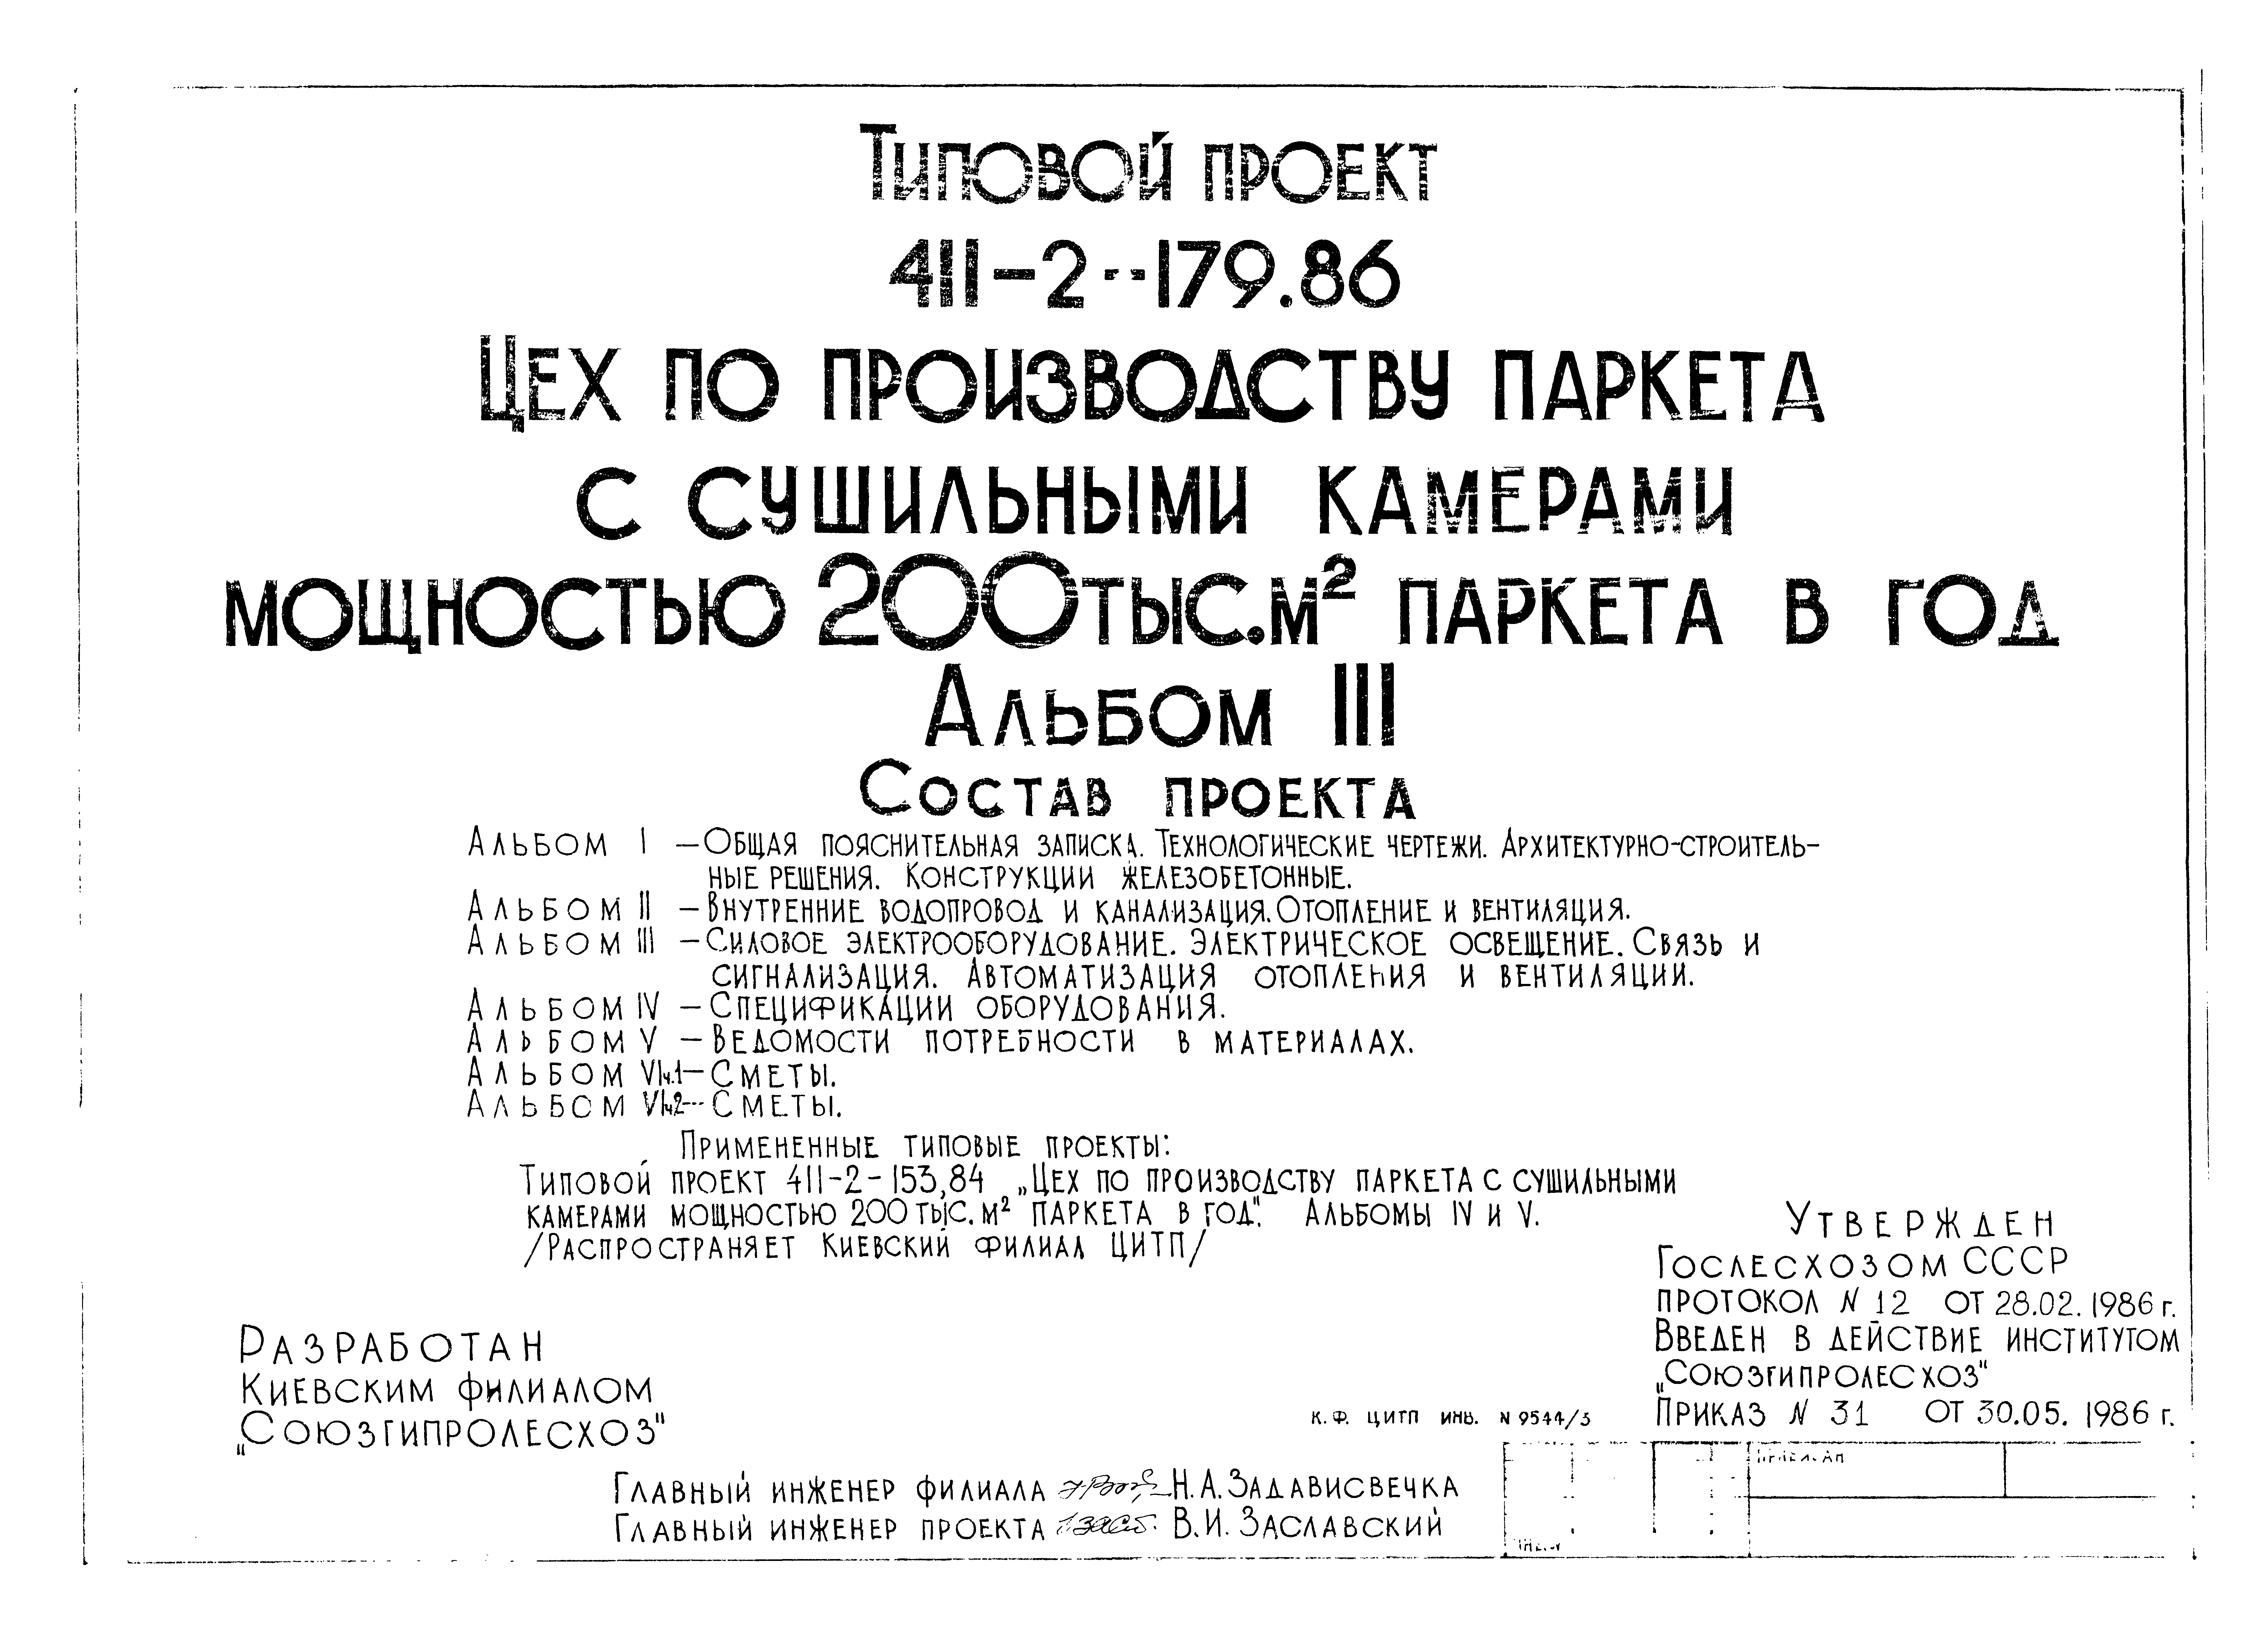 Типовой проект
411-2--179.86
Цех по производству паркета
с сушильными камерами
мощностью 200 тыс.м² паркета в год
Альбом III
Состав проекта
Альбом I — Общая пояснительная записка. Технологические чертежи. Архитектурно-строитель-
ные решения. Конструкции железобетонные.
Альбом II — Внутренние водопровод и канализация. Отопление и вентиляция.
Альбом III — Силовое электрооборудование. Электрическое освещение. Связь и
сигнализация. Автоматизация отопления и вентиляции.
Альбом IV — Спецификации оборудования.
Альбом V — Ведомости потребности в материалах.
Альбом VI ч.1 — Сметы.
Альбом VI ч.2 — Сметы.
Примененные типовые проекты:
Типовой проект 411-2-153,84 „Цех по производству паркета с сушильными
камерами мощностью 200 тыс. м² паркета в год". Альбомы IV и V.
/Распространяет Киевский филиал ЦИТП/
Утвержден
Гослесхозом СССР
протокол N 12 от 28.02.1986 г.
Введен в действие институтом
„Союзгипролесхоз"
Приказ N 31 от 30.05.1986 г.
Разработан
Киевским филиалом
„Союзгипролесхоз"
К.Ф. ЦИТП инв. N 9544/3
Главный инженер филиала Н.А. Задависвечка
Главный инженер проекта В.И. Заславский